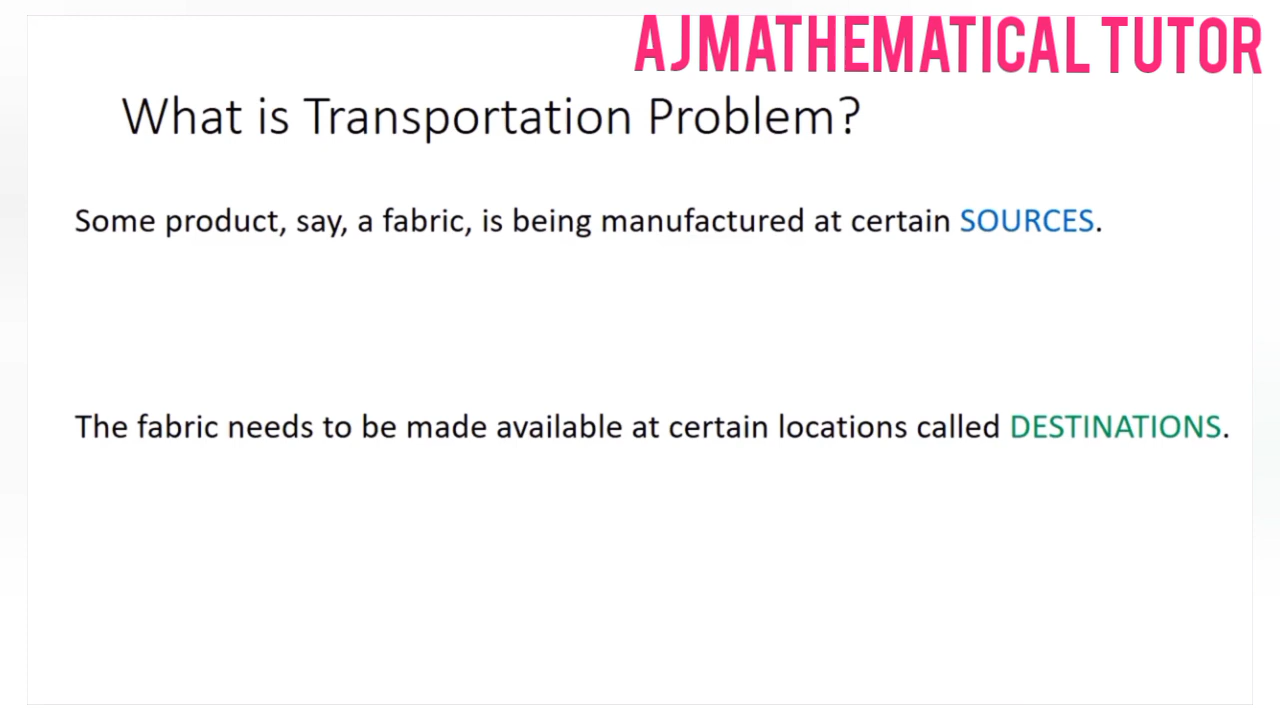 AJMATHEMATICAL TUTOR
What is Transportation Problem?
Some product, say, a fabric, is being manufactured at certain SOURCES.
The fabric needs to be made available at certain locations called DESTINATIONS.